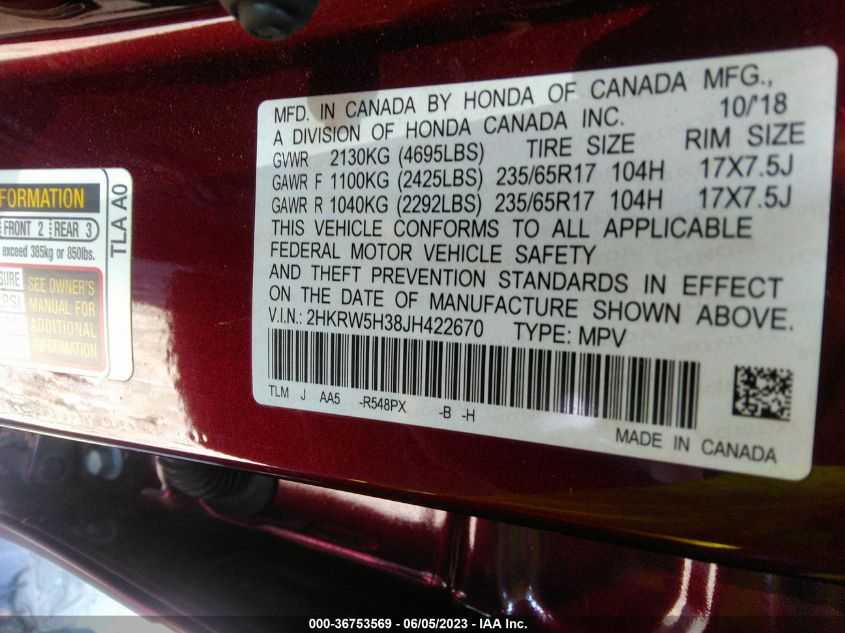 MFD. IN CANADA BY HONDA OF CANADA MFG.,
A DIVISION OF HONDA CANADA INC. 10/18
GVWR 2130KG (4695LBS) TIRE SIZE RIM SIZE
GAWR F 1100KG (2425LBS) 235/65R17 104H 17X7.5J
GAWR R 1040KG (2292LBS) 235/65R17 104H 17X7.5J
THIS VEHICLE CONFORMS TO ALL APPLICABLE
FEDERAL MOTOR VEHICLE SAFETY
AND THEFT PREVENTION STANDARDS IN EFFECT
ON THE DATE OF MANUFACTURE SHOWN ABOVE.
V.I.N.: 2HKRW5H38JH422670 TYPE: MPV
TLM J AA5 -R548PX -B -H
MADE IN CANADA
FORMATION
FRONT 2 REAR 3
exceed 385kg or 850lbs.
SURE SEE OWNER'S
PSI MANUAL FOR
ADDITIONAL
INFORMATION
TLA A0
000-36753569 - 06/05/2023 - IAA Inc.